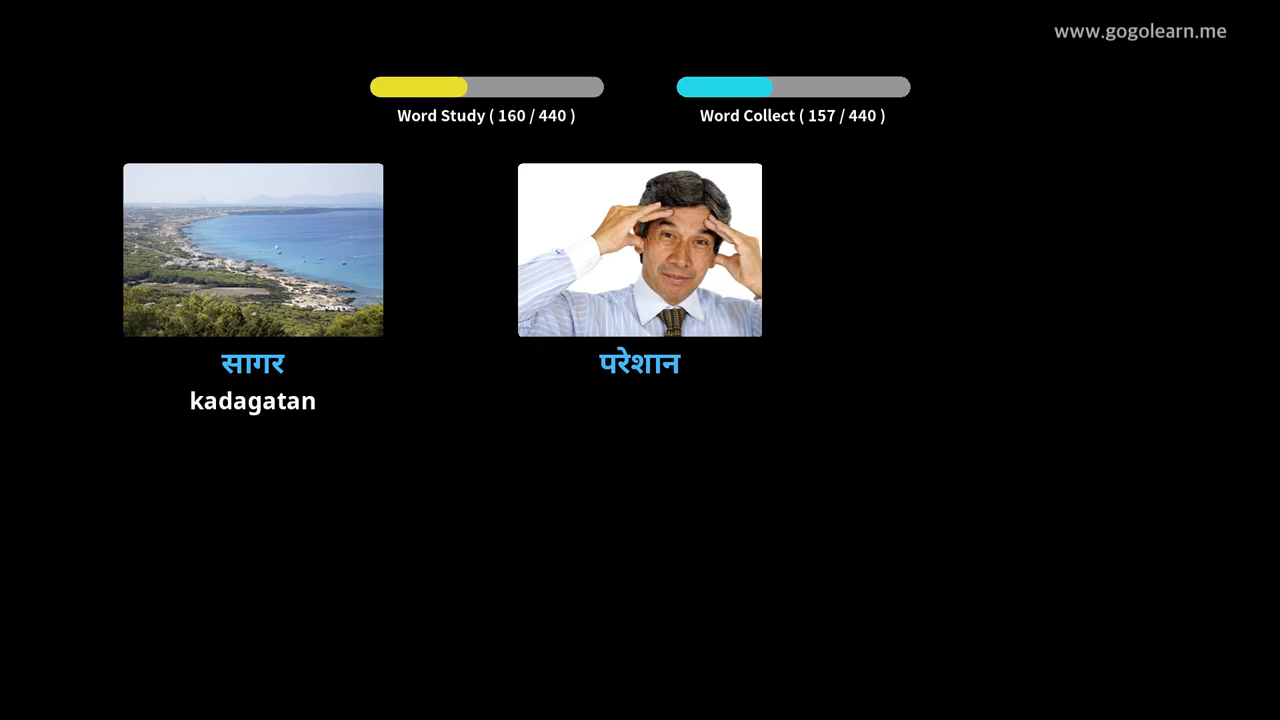 www.gogolearn.me
Word Study ( 160 / 440 )
Word Collect ( 157 / 440 )
सागर
परेशान
kadagatan